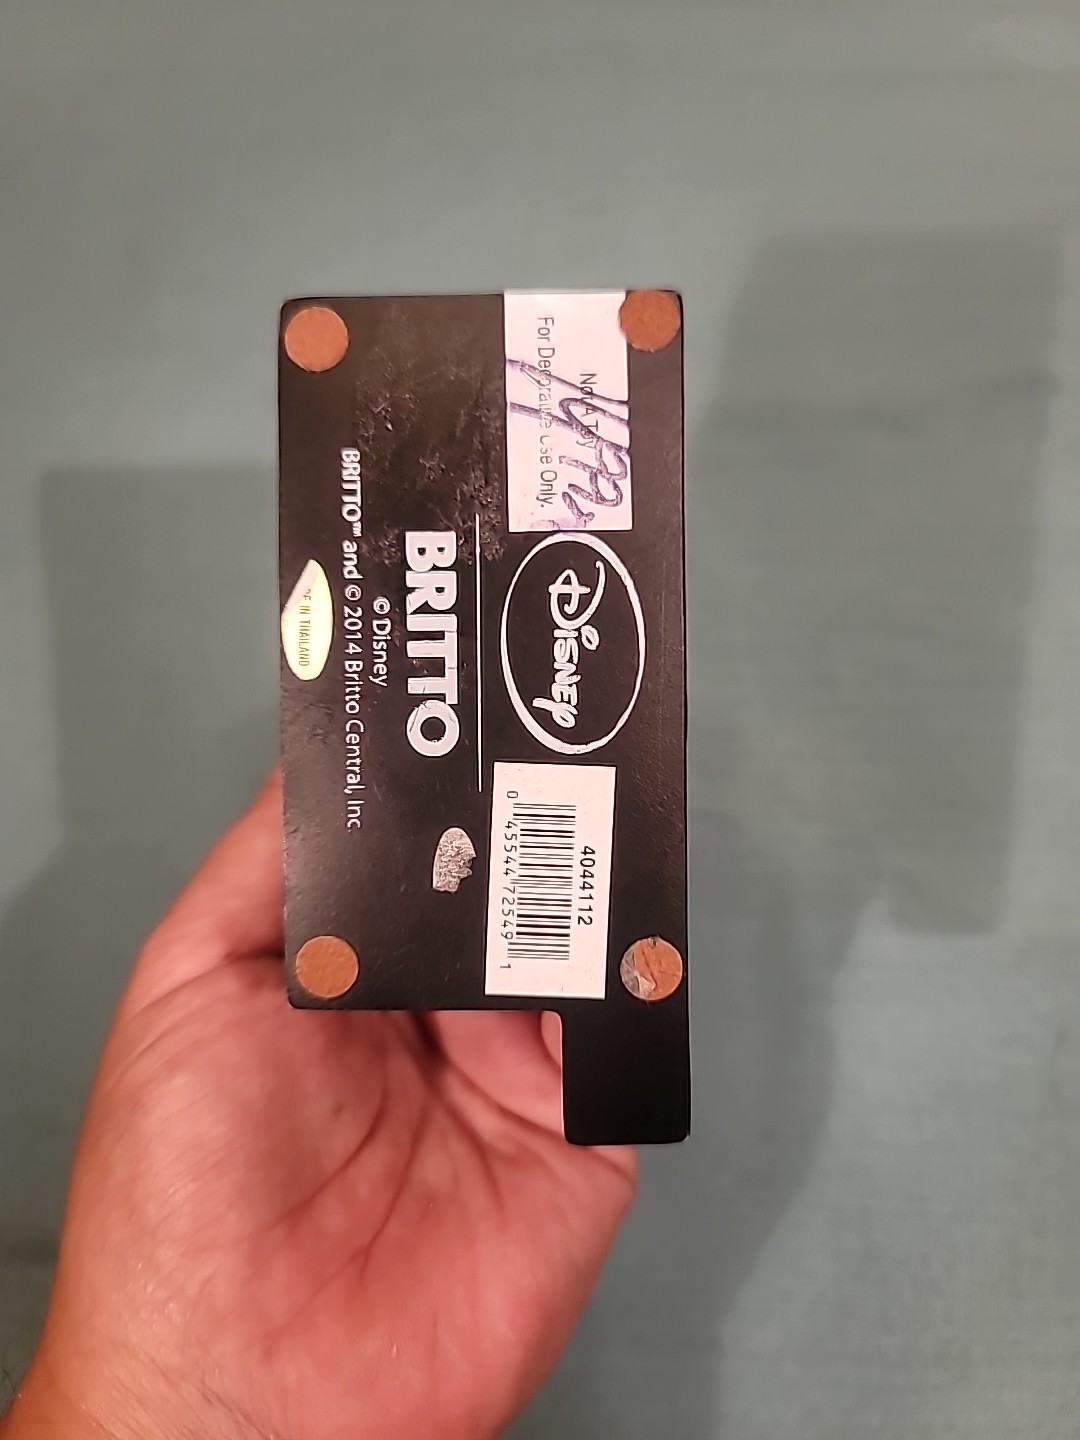 Not A Toy
For Decorative Use Only.
Disney
4044112
0 45544 72549 1
BRITTO
© Disney
BRITTO™ and © 2014 Britto Central, Inc.
IN THAILAND